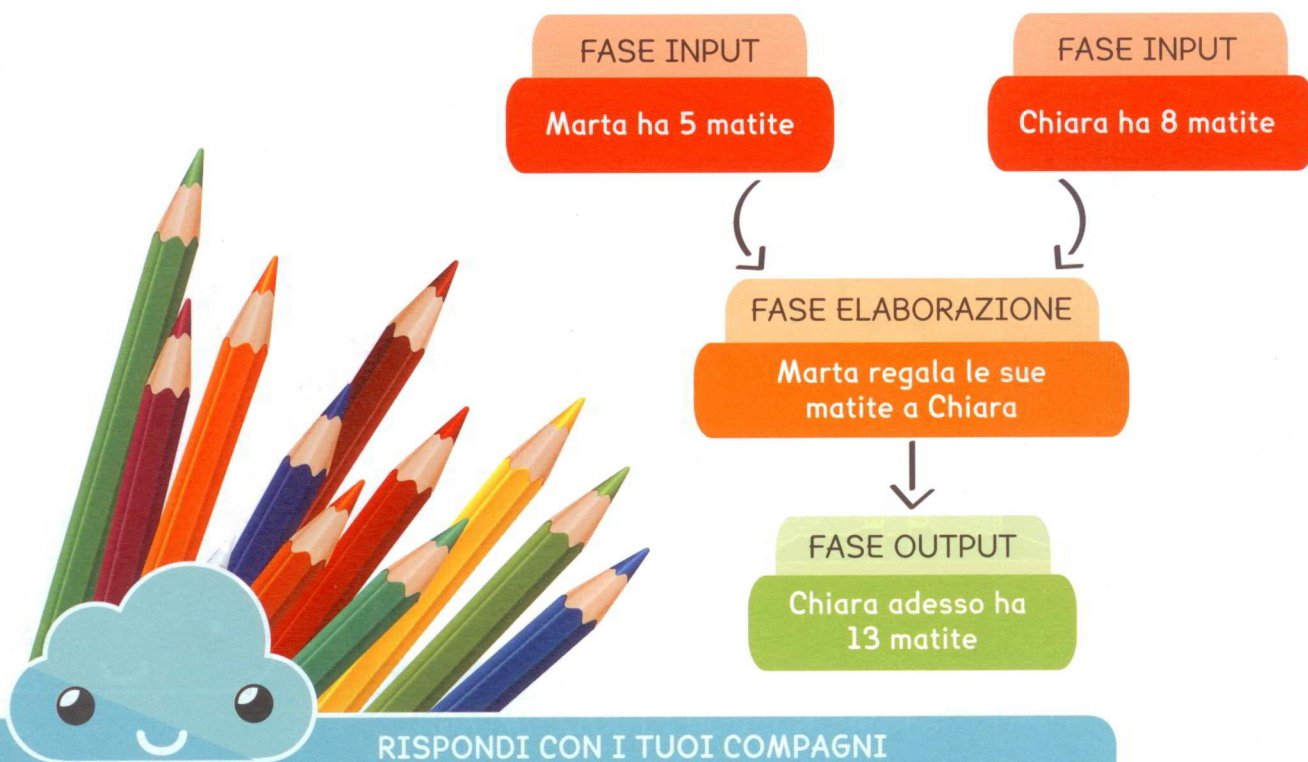 FASE INPUT
Marta ha 5 matite
FASE INPUT
Chiara ha 8 matite
FASE ELABORAZIONE
Marta regala le sue
matite a Chiara
FASE OUTPUT
Chiara adesso ha
13 matite
RISPONDI CON I TUOI COMPAGNI